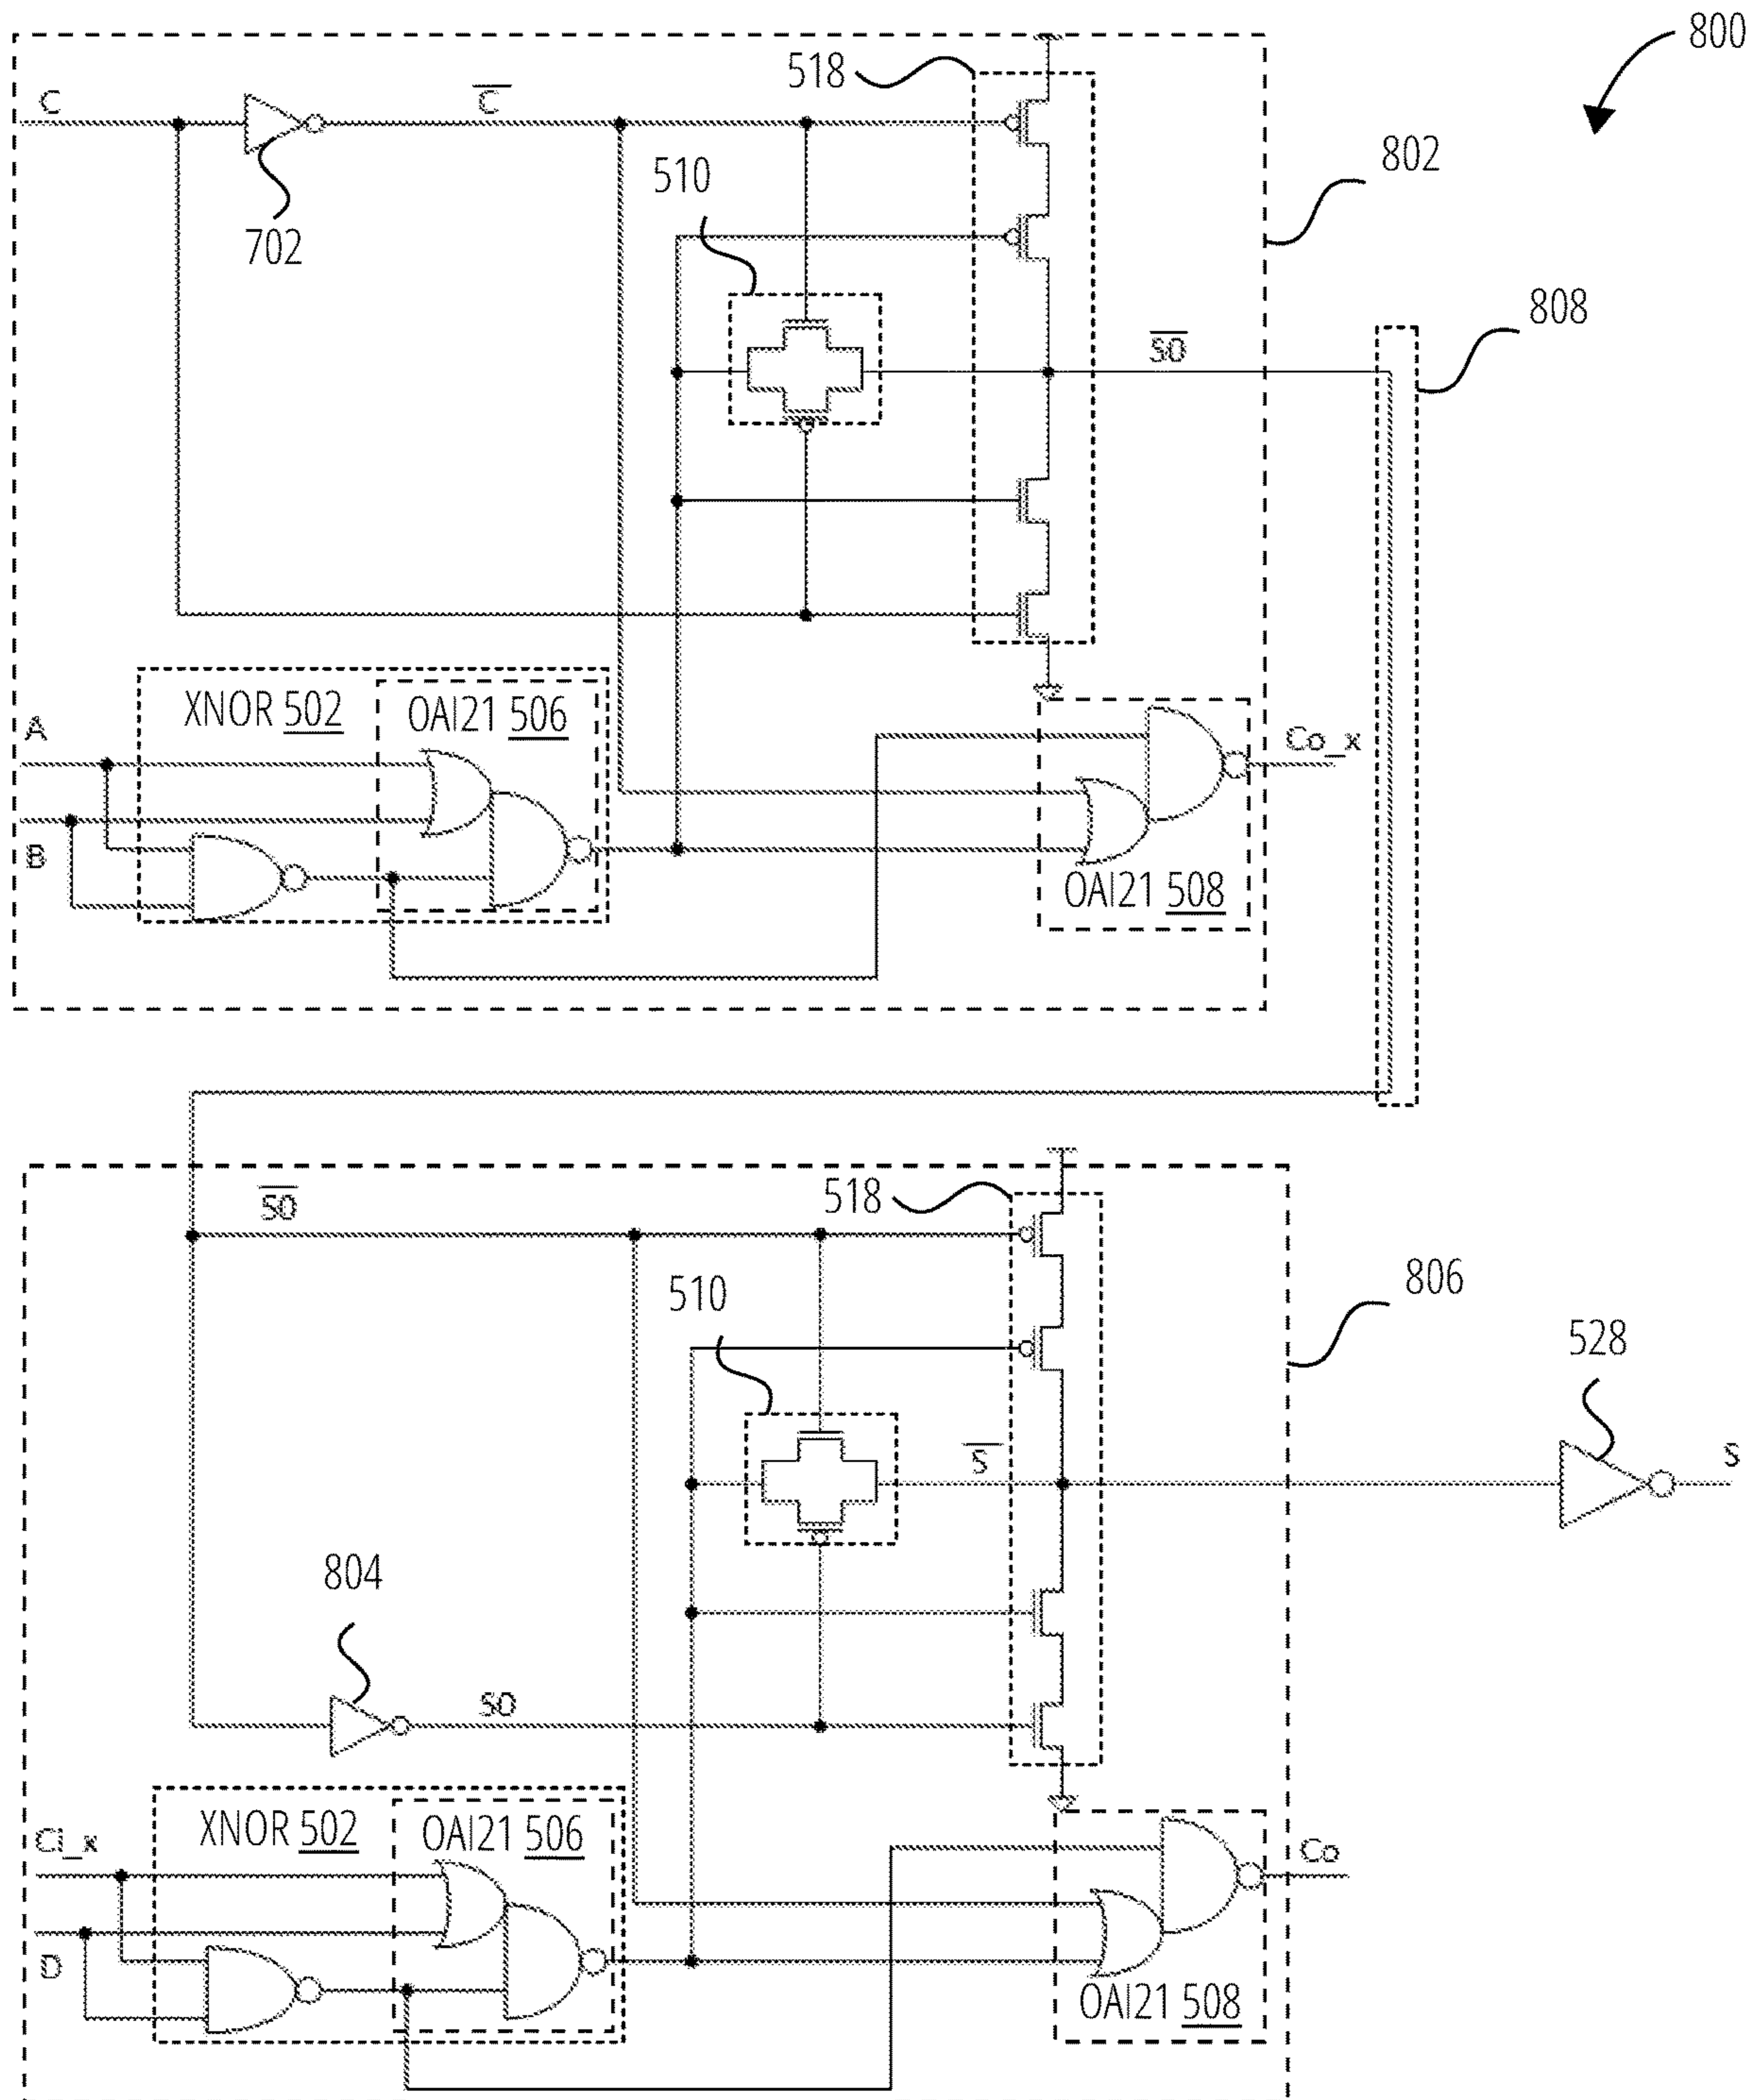 800
518
802
C
C̅
510
702
808
S0̅
XNOR 502
OAI21 506
A
B
Co_x
OAI21 508
S0̅
518
806
510
528
S̅
S
804
S0
XNOR 502
OAI21 506
Ci_x
D
Co
OAI21 508